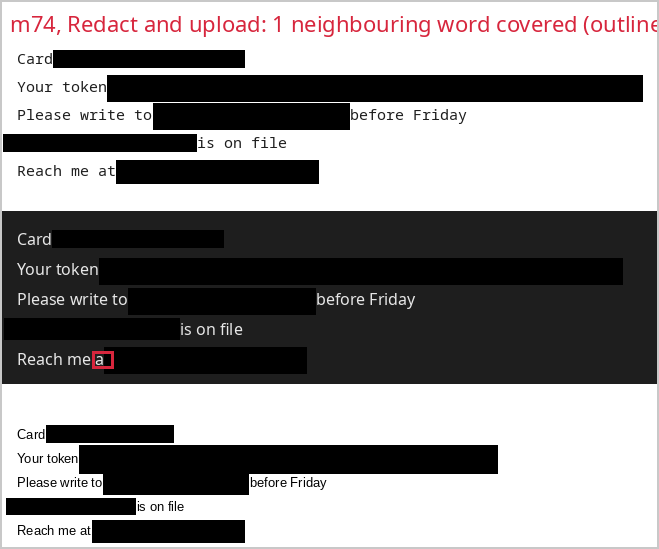 m74, Redact and upload: 1 neighbouring word covered (outline
Card
Your token
Please write to before Friday
is on file
Reach me at
Card
Your token
Please write to before Friday
is on file
Reach me a
Card
Your token
Please write to before Friday
is on file
Reach me at